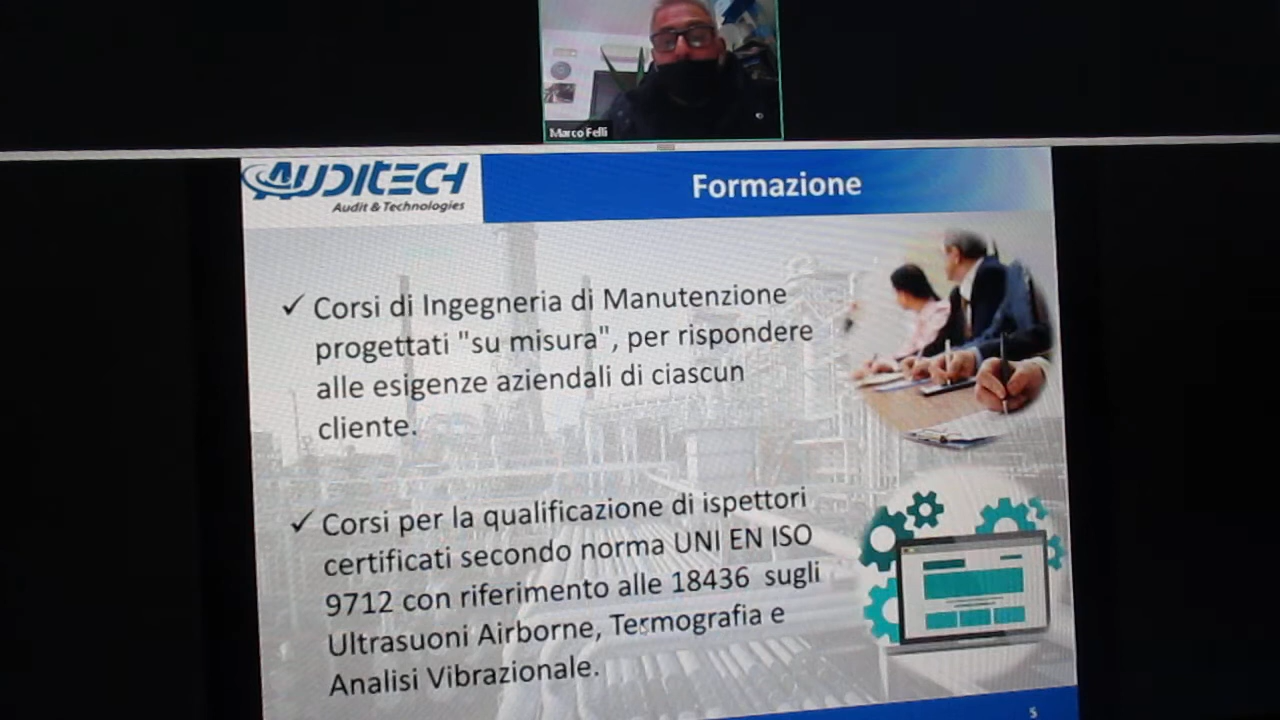 Marco Felli
AUDITECH
Audit & Technologies
Formazione
✓ Corsi di Ingegneria di Manutenzione
progettati "su misura", per rispondere
alle esigenze aziendali di ciascun
cliente.
✓ Corsi per la qualificazione di ispettori
certificati secondo norma UNI EN ISO
9712 con riferimento alle 18436 sugli
Ultrasuoni Airborne, Termografia e
Analisi Vibrazionale.
5